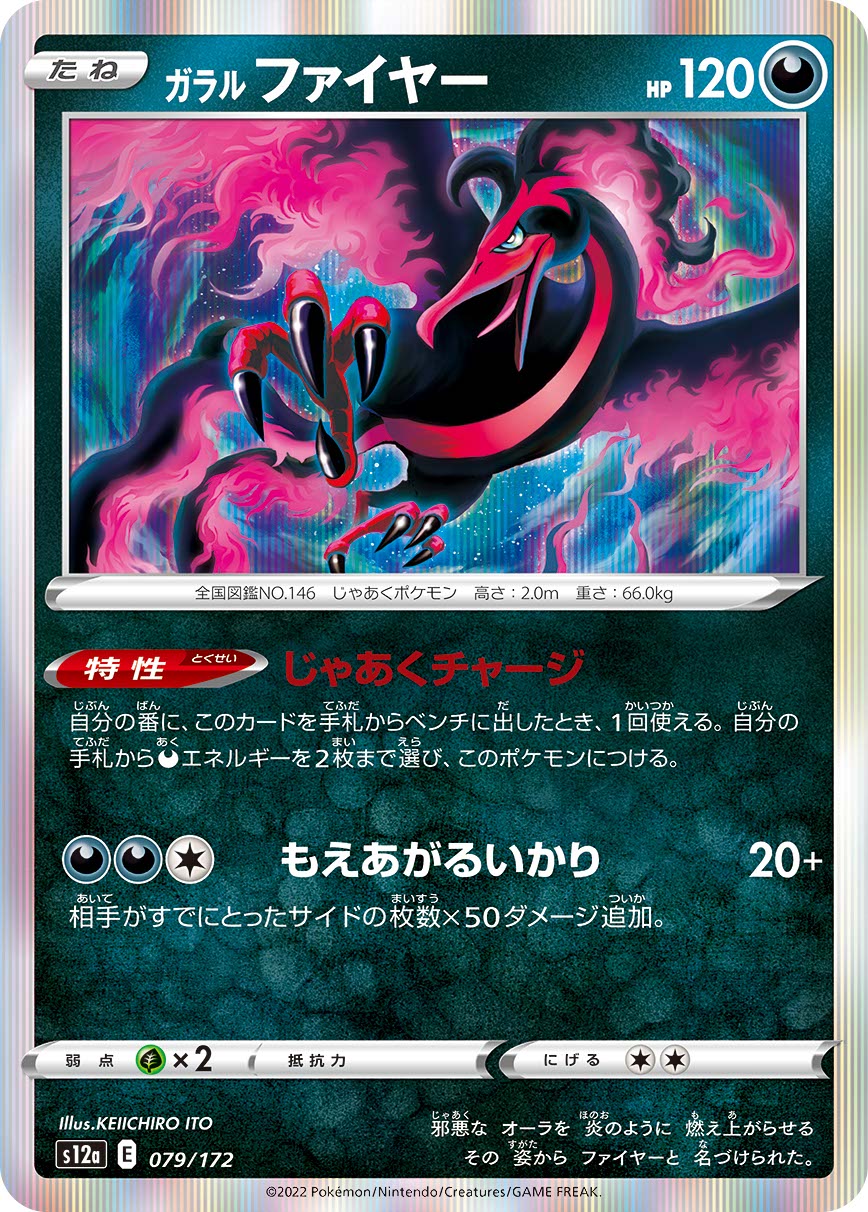 たね ガラル ファイヤー HP 120
全国図鑑NO.146 じゃあくポケモン 高さ:2.0m 重さ:66.0kg
特性 とくせい じゃあくチャージ
自分の番に、このカードを手札からベンチに出したとき、1回使える。自分の
手札からエネルギーを2枚まで選び、このポケモンにつける。
もえあがるいかり 20+
相手がすでにとったサイドの枚数×50ダメージ追加。
弱点 ×2 抵抗力 にげる
Illus.KEIICHIRO ITO
邪悪な オーラを 炎のように 燃え上がらせる
その 姿から ファイヤーと 名づけられた。
s12a E 079/172
©2022 Pokémon/Nintendo/Creatures/GAME FREAK.